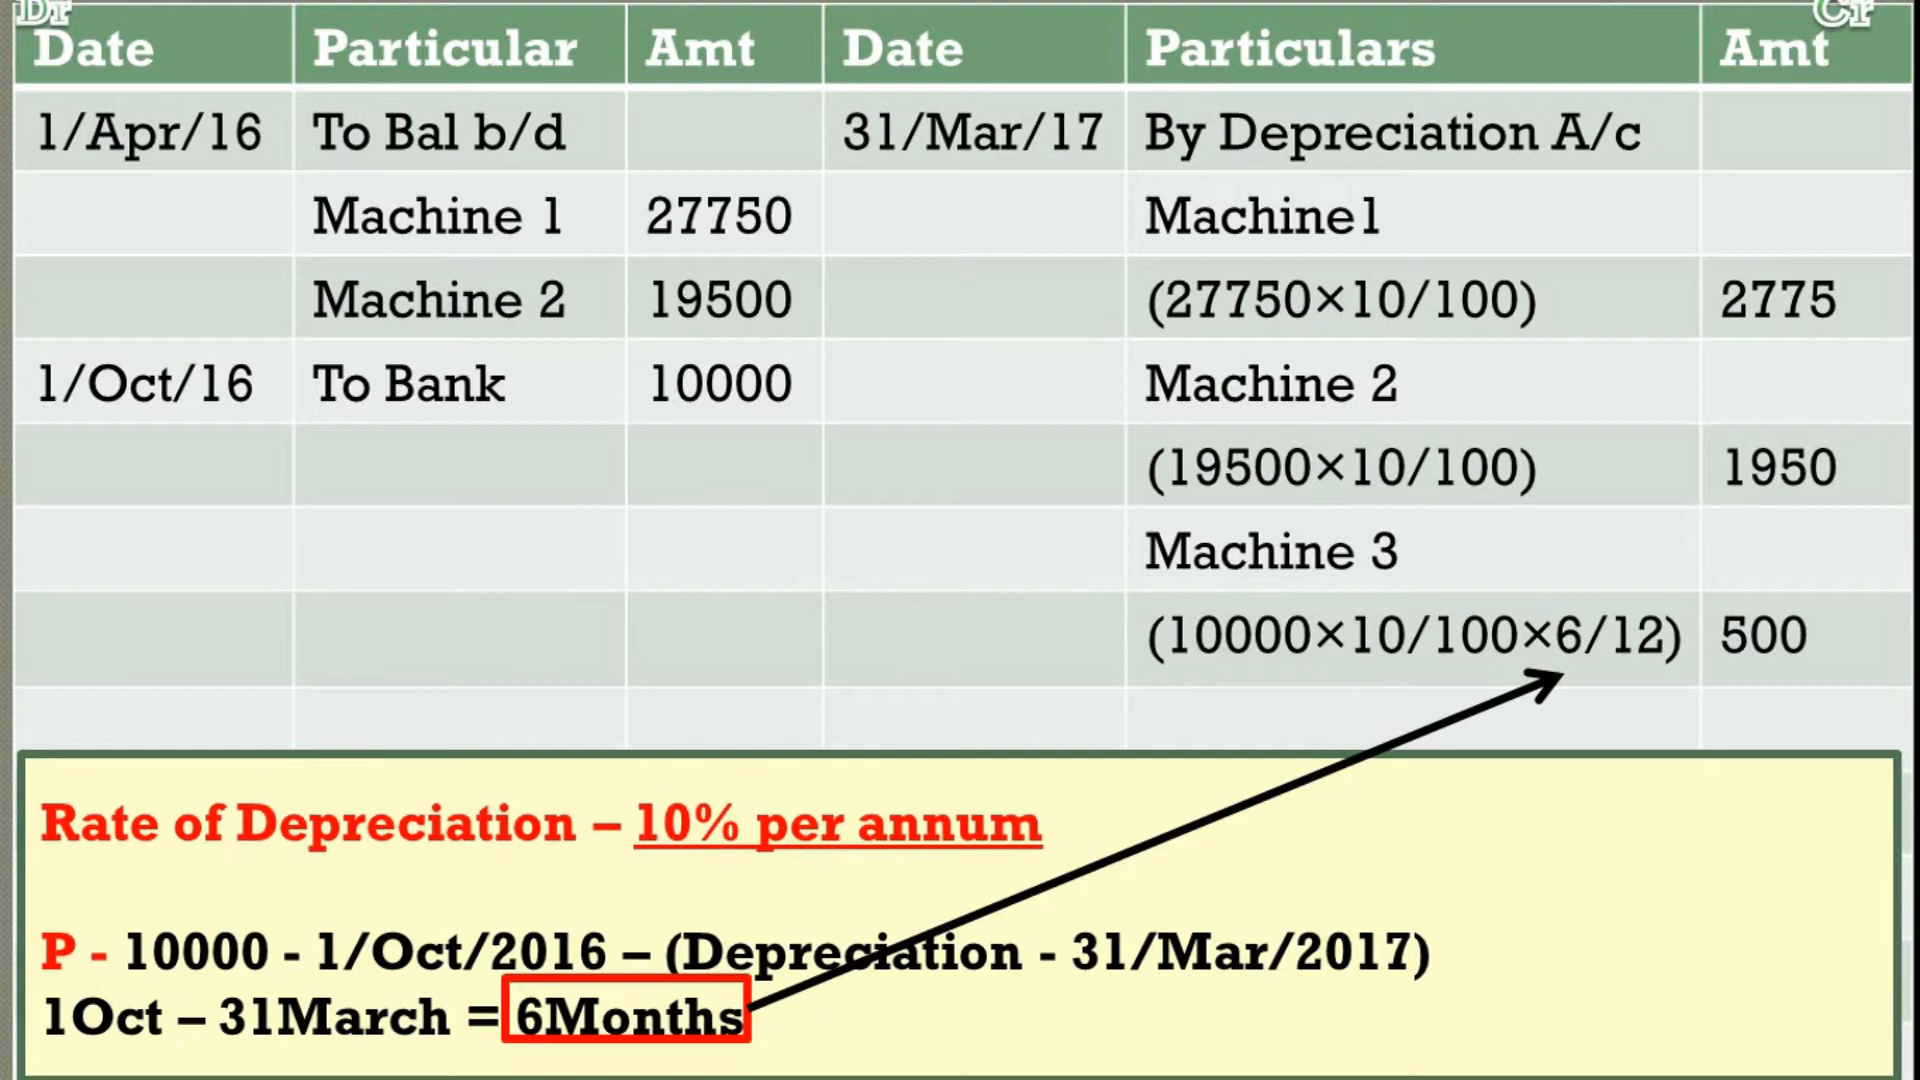 Dr Cr
Date Particular Amt Date Particulars Amt
1/Apr/16 To Bal b/d 31/Mar/17 By Depreciation A/c
Machine 1 27750 Machine1
Machine 2 19500 (27750×10/100) 2775
1/Oct/16 To Bank 10000 Machine 2
(19500×10/100) 1950
Machine 3
(10000×10/100×6/12) 500
Rate of Depreciation – 10% per annum
P - 10000 - 1/Oct/2016 – (Depreciation - 31/Mar/2017)
1Oct – 31March = 6Months